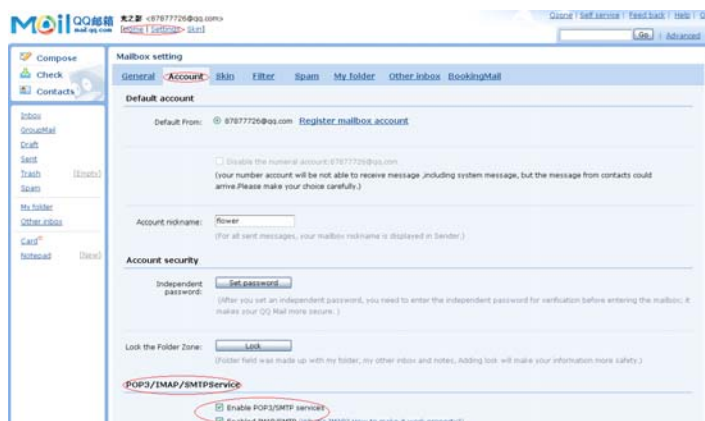 MOil QQ邮箱 mail.qq.com
<87877726@qq.com>
Home | Settings - Skin
Qzone | Self service | Feed back | Help |
Go | Advanced
Compose
Check
Contacts
Inbox
GroupMail
Draft
Sent
Trash [Empty]
Spam
My folder
Other inbox
Card
Notepad [New]
Mailbox setting
General Account Skin Filter Spam My folder Other inbox BookingMail
Default account
Default From: 87877726@qq.com Register mailbox account
Disable the numeral account:87877726@qq.com
(your number account will be not able to receive message ,including system message, but the message from contacts could
arrive.Please make your choice carefully.)
Account nickname: flower
(For all sent messages, your mailbox nickname is displayed in Sender.)
Account security
Independent
password:
Set password
(After you set an independent password, you need to enter the independent password for verification before entering the mailbox; it
makes your QQ Mail more secure. )
Lock the Folder Zone: Lock
(Folder field was made up with my folder, my other inbox and notes, Adding lock will make your information more safety.)
POP3/IMAP/SMTPService
Enable POP3/SMTP services